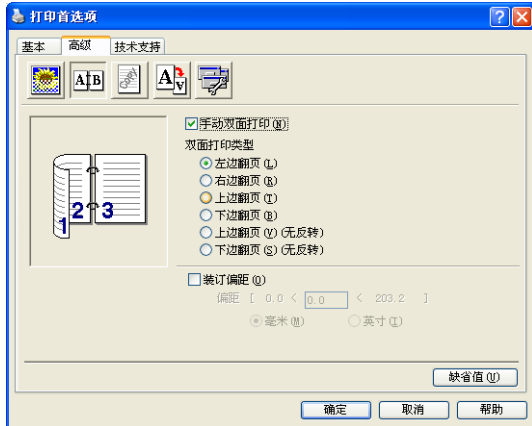 打印首选项
基本 高级 技术支持
A B A A
手动双面打印(N)
双面打印类型
左边翻页(L)
右边翻页(R)
上边翻页(T)
1 2 3
下边翻页(B)
上边翻页(V)(无反转)
下边翻页(S)(无反转)
装订偏距(O)
偏距 [ 0.0 < 0.0 < 203.2 ]
毫米(M) 英寸(I)
缺省值(U)
确定 取消 帮助